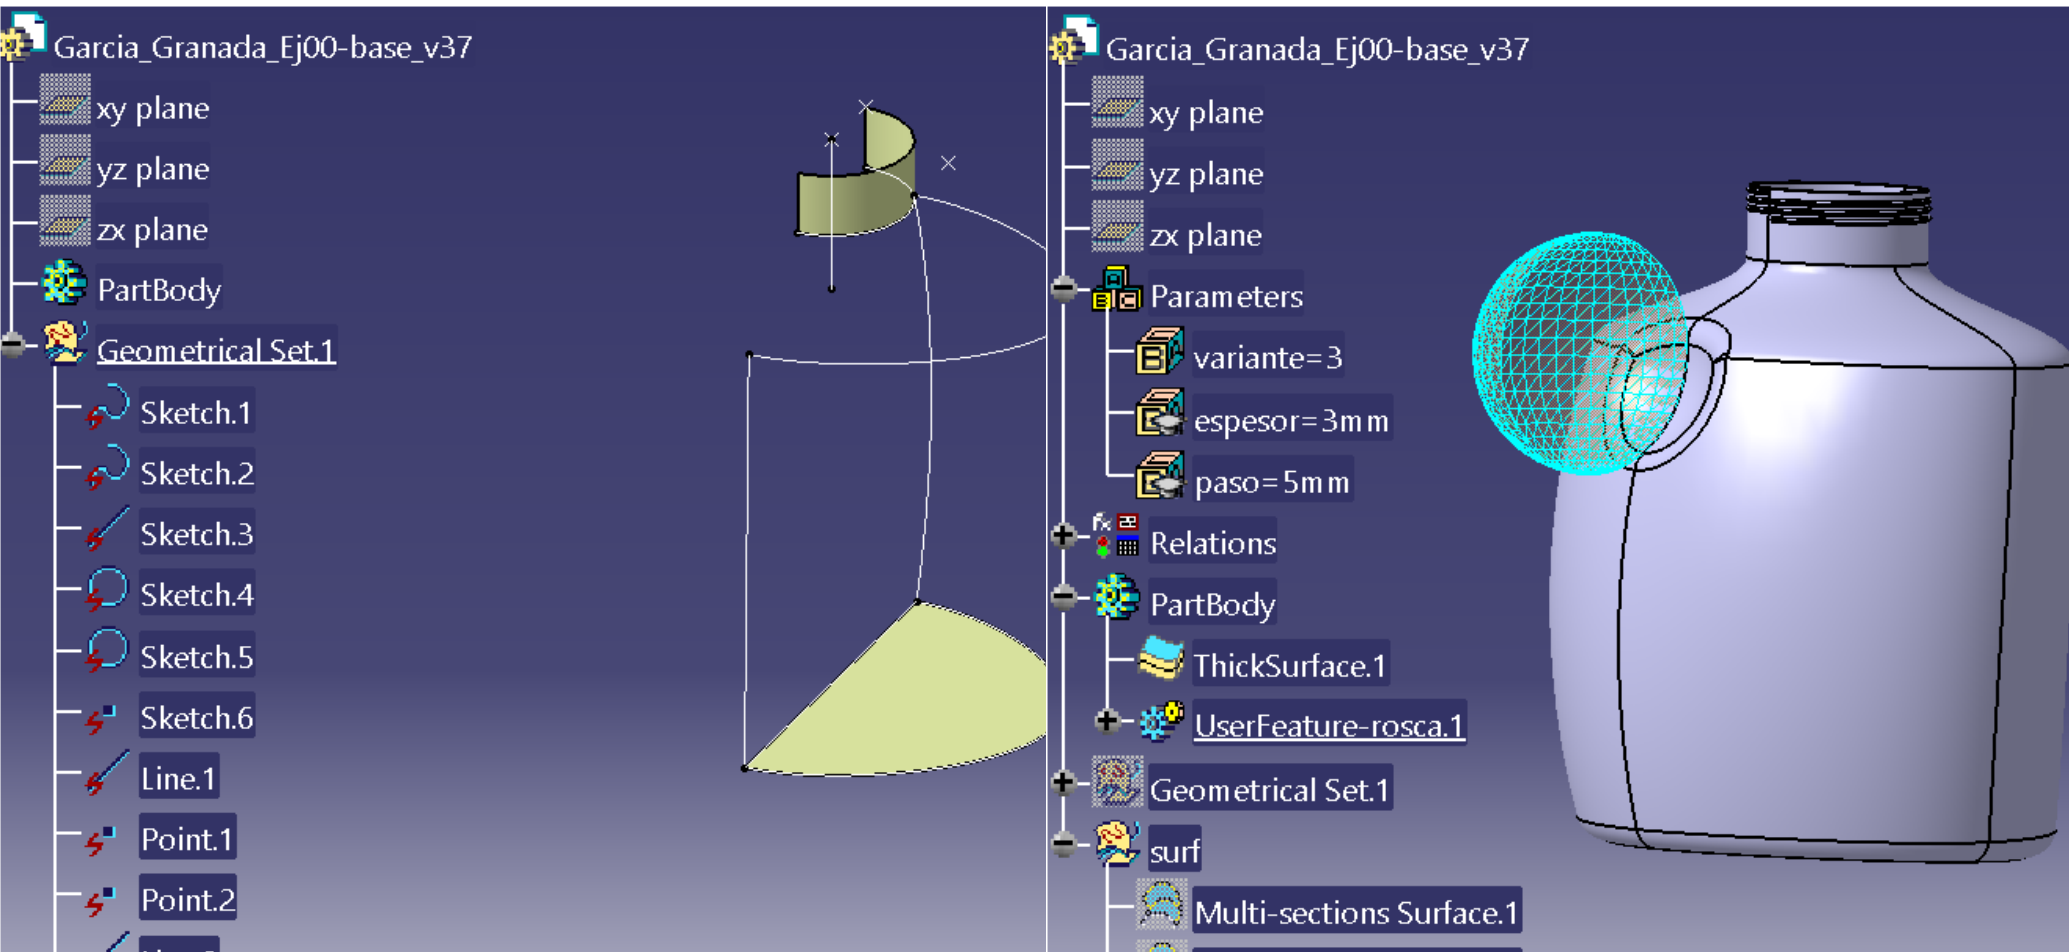 Garcia_Granada_Ej00-base_v37
xy plane
yz plane
zx plane
PartBody
Geometrical Set.1
Sketch.1
Sketch.2
Sketch.3
Sketch.4
Sketch.5
Sketch.6
Line.1
Point.1
Point.2
Garcia_Granada_Ej00-base_v37
xy plane
yz plane
zx plane
Parameters
variante=3
espesor=3mm
paso=5mm
Relations
PartBody
ThickSurface.1
UserFeature-rosca.1
Geometrical Set.1
surf
Multi-sections Surface.1